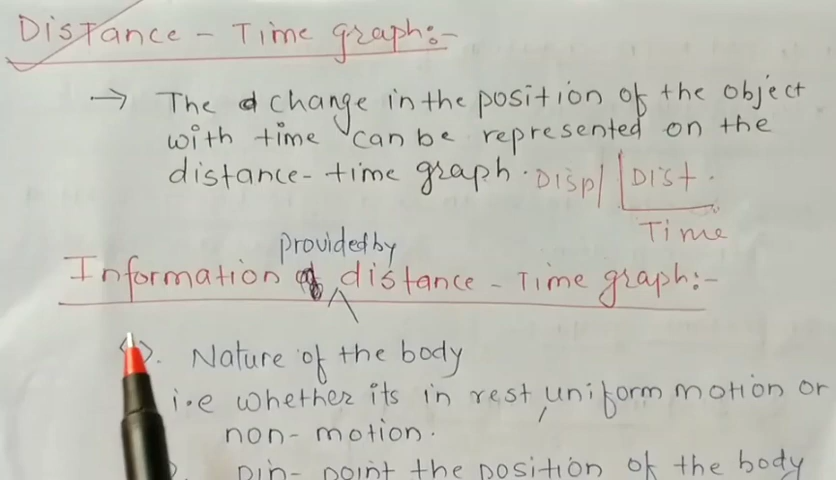 Distance - Time graph:-
→ The change in the position of the object
with time can be represented on the
distance - time graph. Disp/ Dist.
Time
provided by
Information distance - Time graph:-
Nature of the body
i.e whether its in rest, uniform motion or
non- motion.
pin- point the position of the body